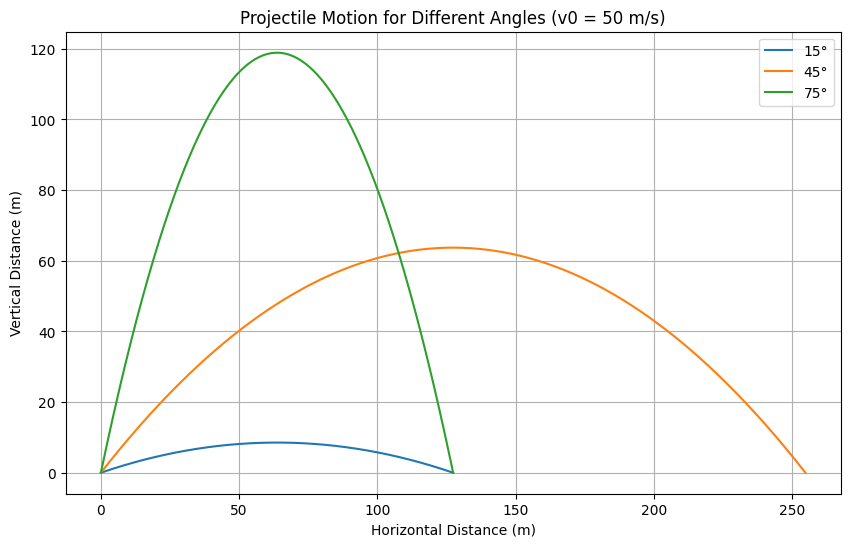 Projectile Motion for Different Angles (v0 = 50 m/s)
15°
45°
75°
120
100
80
60
40
20
0
Vertical Distance (m)
0 50 100 150 200 250
Horizontal Distance (m)